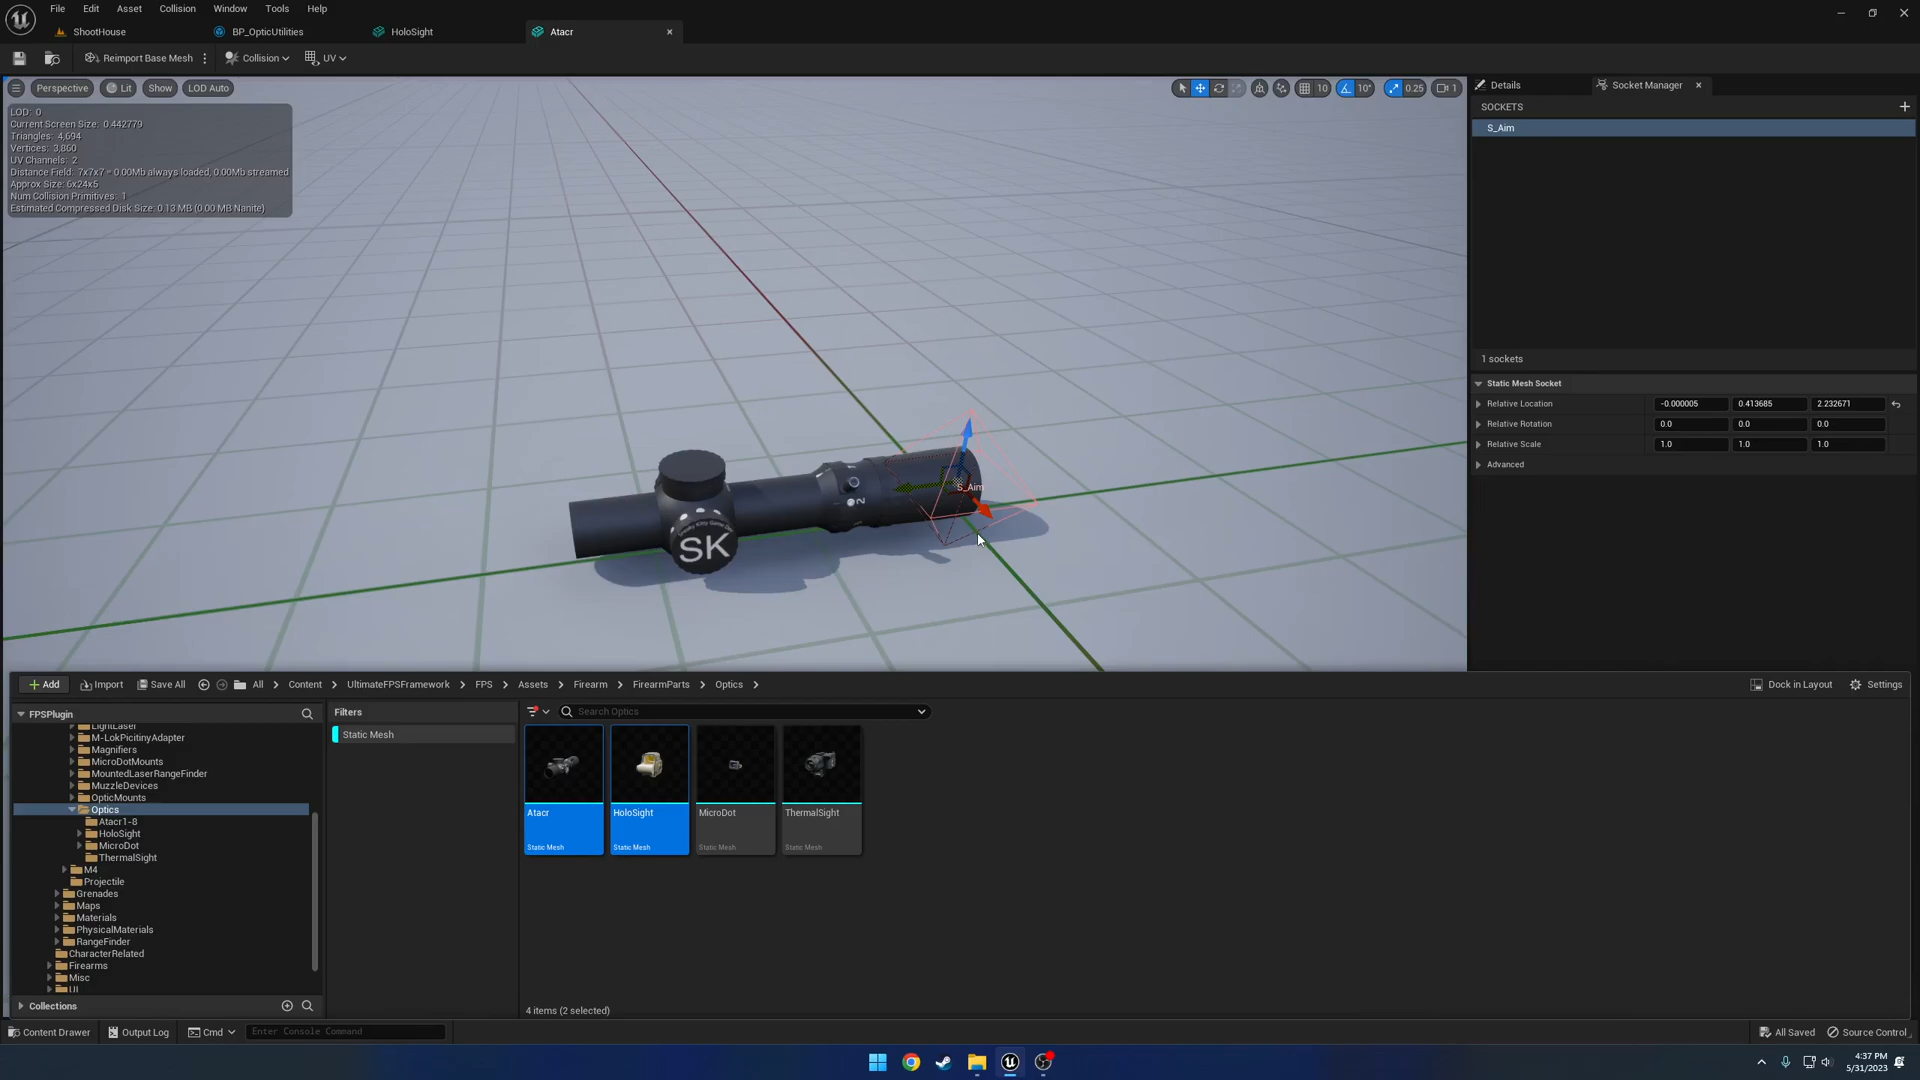 File Edit Asset Collision Window Tools Help
ShootHouse BP_OpticUtilities HoloSight Atacr
Reimport Base Mesh Collision UV
Perspective Lit Show LOD Auto 10 10° 0.25 1
LOD: 0
Current Screen Size: 0.442779
Triangles: 4,694
Vertices: 3,860
UV Channels: 2
Distance Field: 7x7x7 = 0.00Mb always loaded, 0.00Mb streamed
Approx Size: 6x24x5
Num Collision Primitives: 1
Estimated Compressed Disk Size: 0.13 MB (0.00 MB Nanite)
S_Aim
2
SK
Details Socket Manager
SOCKETS
S_Aim
1 sockets
Static Mesh Socket
Relative Location -0.000005 0.413685 2.232671
Relative Rotation 0.0 0.0 0.0
Relative Scale 1.0 1.0 1.0
Advanced
Add Import Save All All Content UltimateFPSFramework FPS Assets Firearm FirearmParts Optics Dock in Layout Settings
FPSPlugin
LightLaser
M-LokPicitinyAdapter
Magnifiers
MicroDotMounts
MountedLaserRangeFinder
MuzzleDevices
OpticMounts
Optics
Atacr1-8
HoloSight
MicroDot
ThermalSight
M4
Projectile
Grenades
Maps
Materials
PhysicalMaterials
RangeFinder
CharacterRelated
Firearms
Misc
UI
Collections
Filters
Static Mesh
Search Optics
Atacr HoloSight MicroDot ThermalSight
Static Mesh Static Mesh Static Mesh Static Mesh
4 items (2 selected)
Content Drawer Output Log Cmd Enter Console Command All Saved Source Control
4:37 PM
5/31/2023